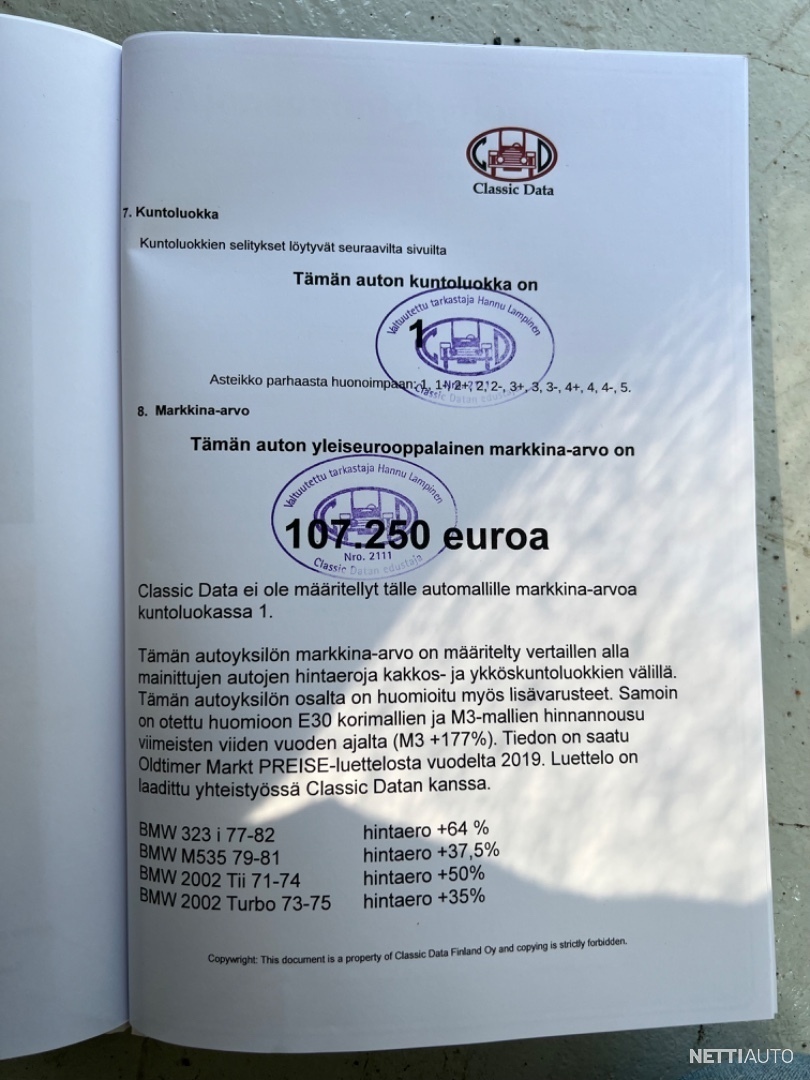 C D
Classic Data
7. Kuntoluokka
Kuntoluokkien selitykset löytyvät seuraavilta sivuilta
Tämän auton kuntoluokka on
Valtuutettu tarkastaja Hannu Lampinen
1
C D
Asteikko parhaasta huonoimpaan: 1, 1-, 2+, 2, 2-, 3+, 3, 3-, 4+, 4, 4-, 5.
Classic Datan edustaja
8. Markkina-arvo
Tämän auton yleiseurooppalainen markkina-arvo on
Valtuutettu tarkastaja Hannu Lampinen
C D
107.250 euroa
Nro. 2111
Classic Datan edustaja
Classic Data ei ole määritellyt tälle automallille markkina-arvoa
kuntoluokassa 1.
Tämän autoyksilön markkina-arvo on määritelty vertaillen alla
mainittujen autojen hintaeroja kakkos- ja ykköskuntoluokkien välillä.
Tämän autoyksilön osalta on huomioitu myös lisävarusteet. Samoin
on otettu huomioon E30 korimallien ja M3-mallien hinnannousu
viimeisten viiden vuoden ajalta (M3 +177%). Tiedon on saatu
Oldtimer Markt PREISE-luettelosta vuodelta 2019. Luettelo on
laadittu yhteistyössä Classic Datan kanssa.
BMW 323 i 77-82 hintaero +64 %
BMW M535 79-81 hintaero +37,5%
BMW 2002 Tii 71-74 hintaero +50%
BMW 2002 Turbo 73-75 hintaero +35%
Copyright: This document is a property of Classic Data Finland Oy and copying is strictly forbidden.
NETTIAUTO